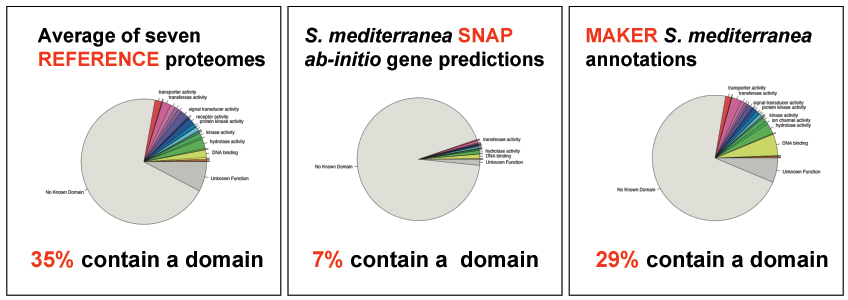 Average of seven
REFERENCE proteomes
transporter activity
transferase activity
signal transducer activity
receptor activity
protein kinase activity
kinase activity
hydrolase activity
DNA binding
Unknown Function
No Known Domain
35% contain a domain
S. mediterranea SNAP
ab-initio gene predictions
transferase activity
hydrolase activity
DNA binding
Unknown Function
No Known Domain
7% contain a domain
MAKER S. mediterranea
annotations
transporter activity
transferase activity
signal transducer activity
protein kinase activity
kinase activity
ion channel activity
hydrolase activity
DNA binding
Unknown Function
No Known Domain
29% contain a domain